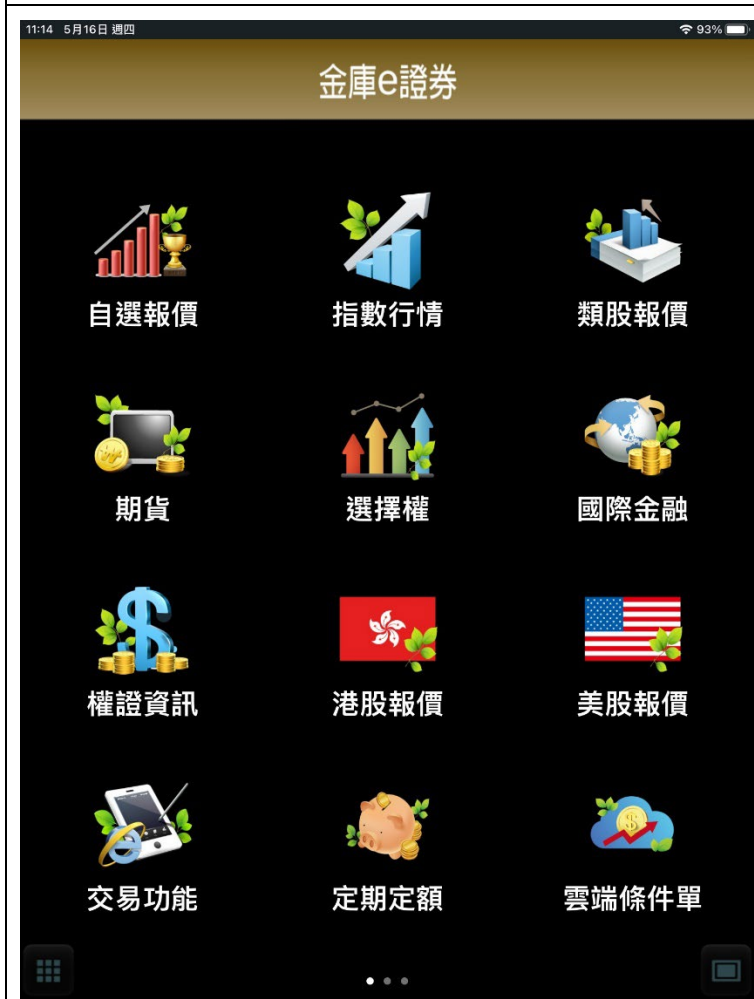 11:14 5月16日 週四 93%
金庫e證券
自選報價 指數行情 類股報價
期貨 選擇權 國際金融
權證資訊 港股報價 美股報價
交易功能 定期定額 雲端條件單